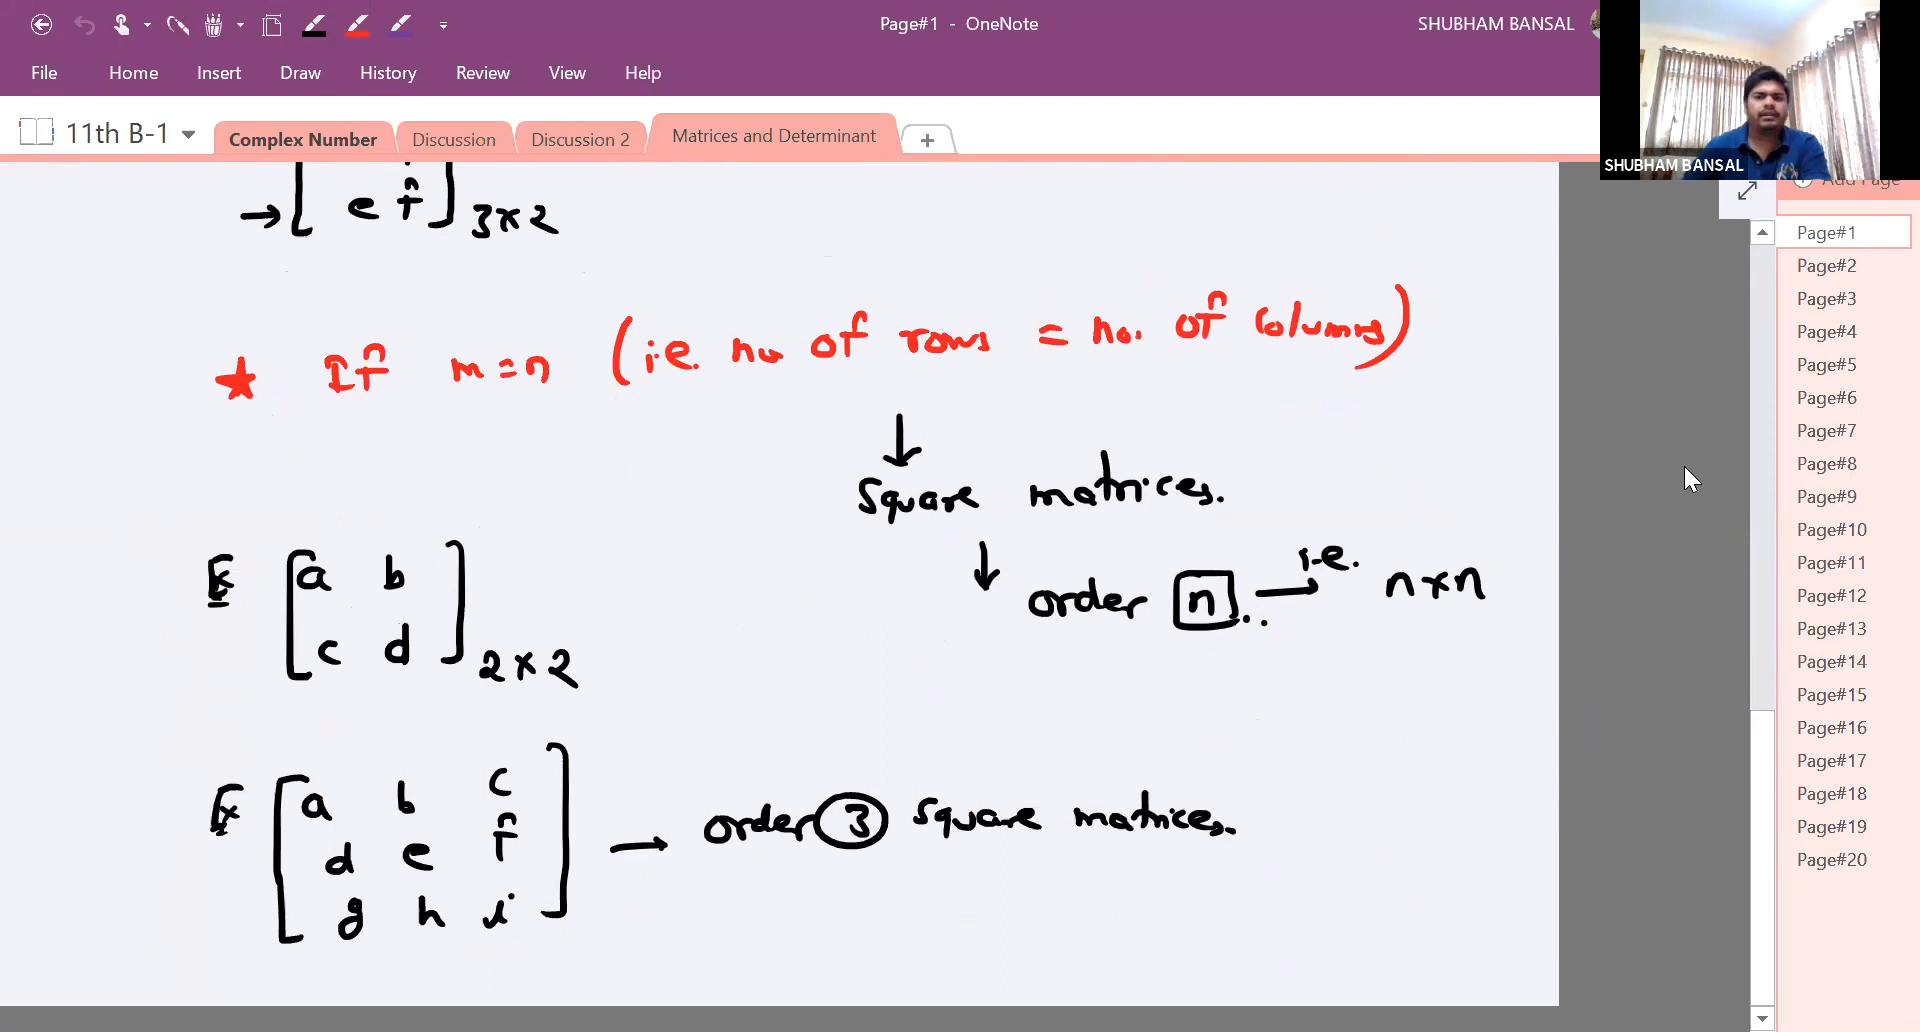 Page#1 - OneNote
SHUBHAM BANSAL
File Home Insert Draw History Review View Help
SHUBHAM BANSAL
11th B-1 Complex Number Discussion Discussion 2 Matrices and Determinant +
Add Page
e f 3×2
★ If m=n (i.e. no. of rows = no. of columns)
↓
Square matrices.
↓ order n.. → i.e. n×n
Ex [a b
c d] 2×2
Ex [a b c
d e f
g h i] → order 3 square matrices.
Page#1
Page#2
Page#3
Page#4
Page#5
Page#6
Page#7
Page#8
Page#9
Page#10
Page#11
Page#12
Page#13
Page#14
Page#15
Page#16
Page#17
Page#18
Page#19
Page#20